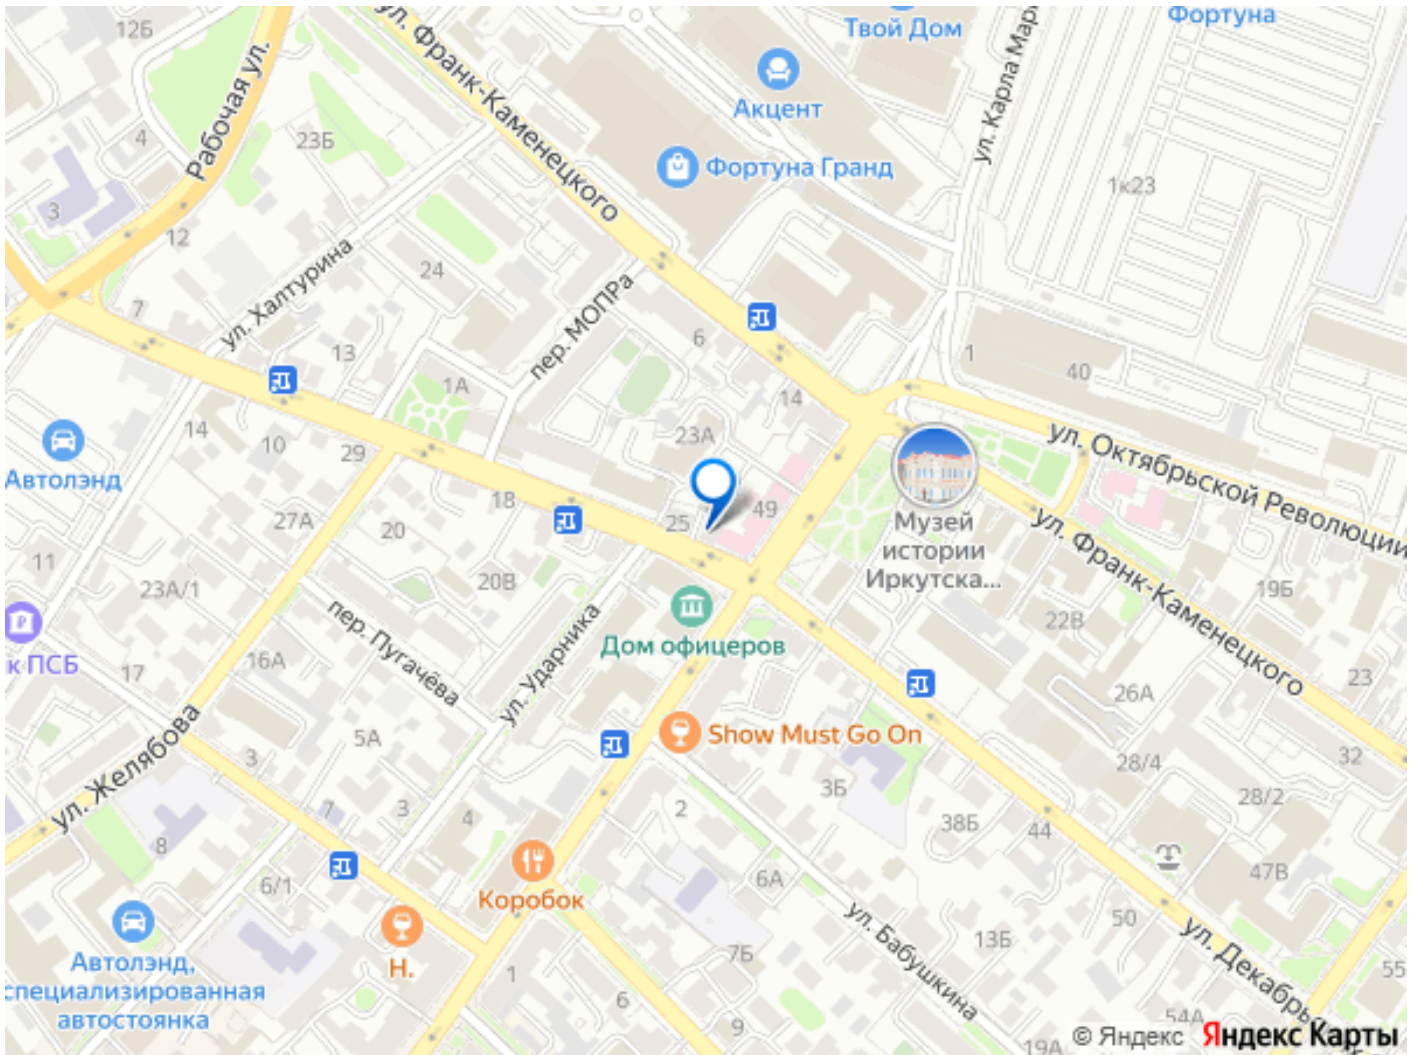 12Б
ул. Франк-Каменецкого
Твой Дом
Фортуна
Рабочая ул.
Акцент
ул. Карла Мар
4
23Б
Фортуна Гранд
1к23
3
12
24
ул. Халтурина
пер. МОПРа
7
6
13
1
40
1А
14
14
10
29
23А
ул. Октябрьской Революции
Автолэнд
18
25
49
27А
20
Музей
истории
Иркутска...
ул. Франк-Каменецкого
11
23А/1
20В
19Б
пер. Пугачёва
ул. Ударника
Дом офицеров
22В
к ПСБ
17
16А
23
26А
ул. Желябова
5А
Show Must Go On
3
28/4
32
3Б
28/2
7
3
4
2
38Б
44
8
6/1
6А
47В
Коробок
ул. Бабушкина
50
ул. Декабрьс
13Б
7Б
Н.
Автолэнд,
специализированная
автостоянка
1
6
9
55
54А
19А
© Яндекс Яндекс Карты